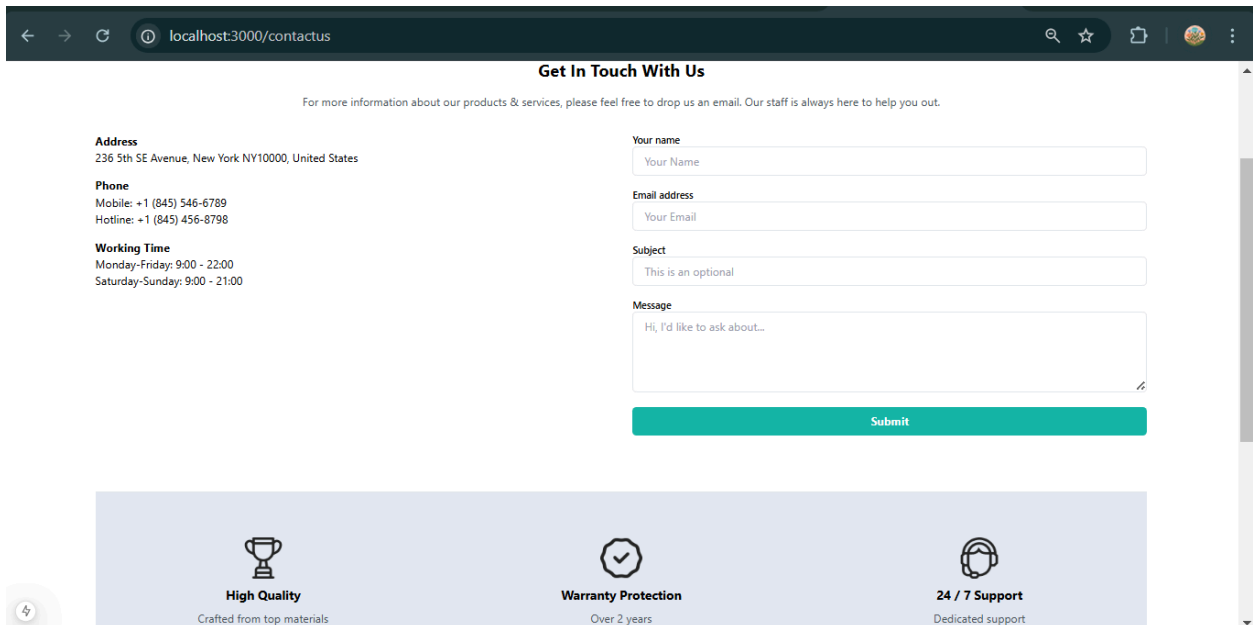 localhost:3000/contactus
Get In Touch With Us
For more information about our products & services, please feel free to drop us an email. Our staff is always here to help you out.
Address
236 5th SE Avenue, New York NY10000, United States
Phone
Mobile: +1 (845) 546-6789
Hotline: +1 (845) 456-8798
Working Time
Monday-Friday: 9:00 - 22:00
Saturday-Sunday: 9:00 - 21:00
Your name
Your Name
Email address
Your Email
Subject
This is an optional
Message
Hi, I'd like to ask about...
Submit
High Quality
Crafted from top materials
Warranty Protection
Over 2 years
24 / 7 Support
Dedicated support